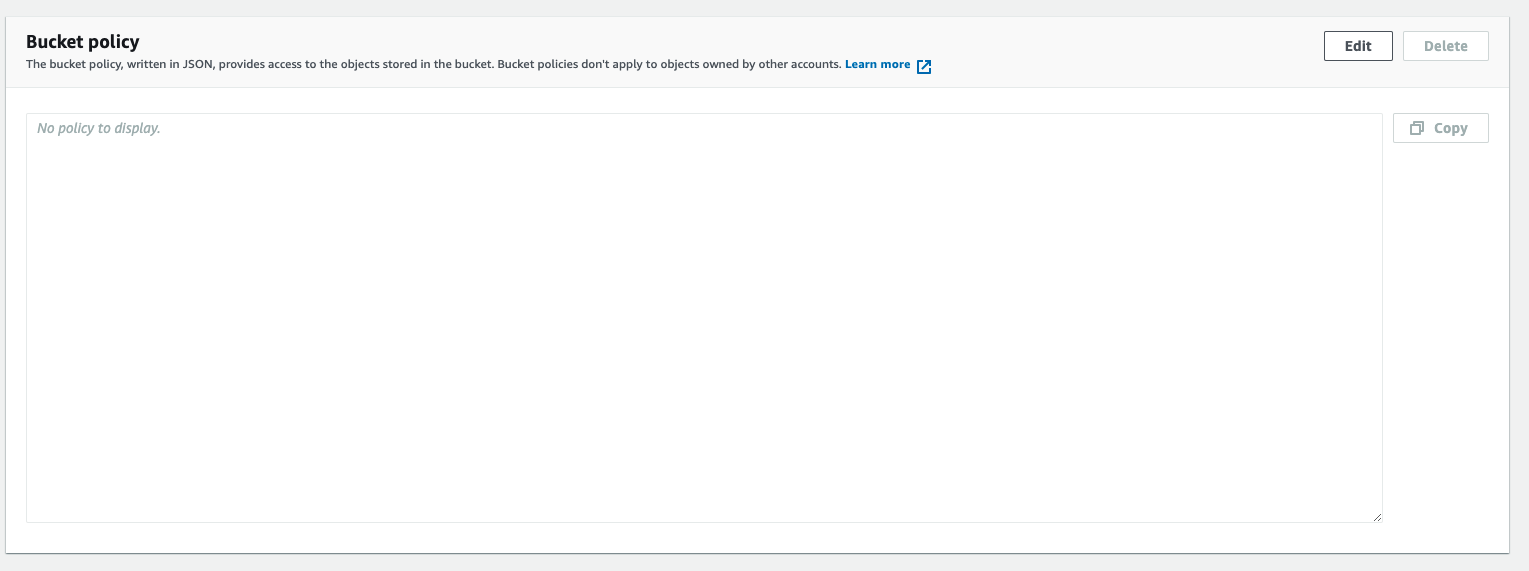 Bucket policy
Edit
Delete
The bucket policy, written in JSON, provides access to the objects stored in the bucket. Bucket policies don't apply to objects owned by other accounts. Learn more
No policy to display.
Copy